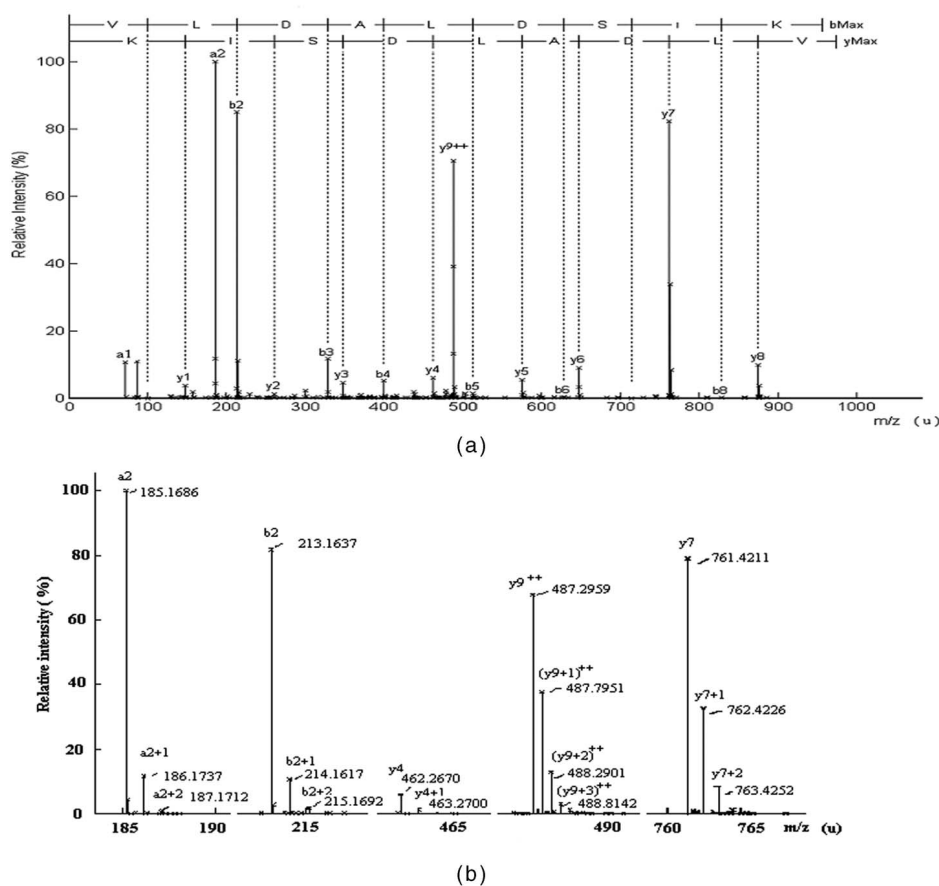 V L D A L D S i K bMax
K I S D L A D L V yMax
a2
100
b2
y7
80
y9++
60
40
20
a1 y1 y2 b3 y3 b4 y4 b5 y5 b6 y6 b8 y8
0
0 100 200 300 400 500 600 700 800 900 1000
m/z ( u )
Relative Intensity (%)
(a)
a2
100
185.1686
b2
213.1637
y7
80
761.4211
y9++
487.2959
60
(y9+1)++
40
487.7951
y7+1
762.4226
20
a2+1
186.1737
a2+2 187.1712
b2+1
214.1617
b2+2
215.1692
y4
462.2670
y4+1
463.2700
(y9+2)++
488.2901
(y9+3)++
488.8142
y7+2
763.4252
0
185 190 215 465 490 760 765
m/z (u)
Relative intensity ( %)
(b)